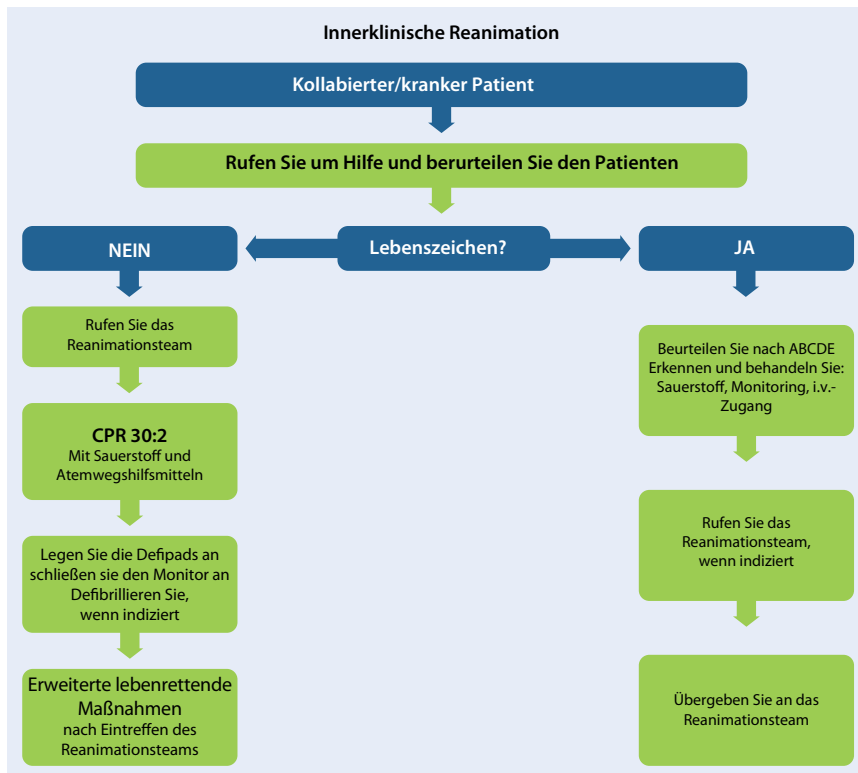 Innerklinische Reanimation
Kollabierter/kranker Patient
Rufen Sie um Hilfe und berurteilen Sie den Patienten
NEIN
Lebenszeichen?
JA
Rufen Sie das
Reanimationsteam
CPR 30:2
Mit Sauerstoff und
Atemwegshilfsmitteln
Legen Sie die Defipads an
schließen sie den Monitor an
Defibrillieren Sie,
wenn indiziert
Erweiterte lebenrettende
Maßnahmen
nach Eintreffen des
Reanimationsteams
Beurteilen Sie nach ABCDE
Erkennen und behandeln Sie:
Sauerstoff, Monitoring, i.v.-
Zugang
Rufen Sie das
Reanimationsteam,
wenn indiziert
Übergeben Sie an das
Reanimationsteam